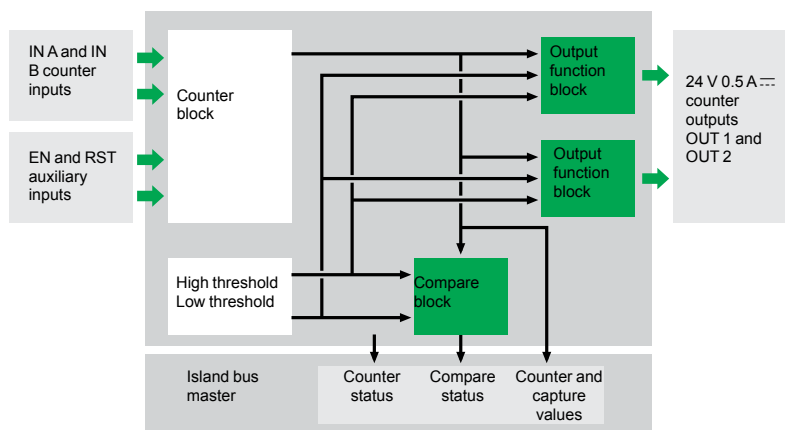 IN A and IN
B counter
inputs
EN and RST
auxiliary
inputs
Counter
block
High threshold
Low threshold
Output
function
block
Output
function
block
Compare
block
24 V 0.5 A ⎓
counter
outputs
OUT 1 and
OUT 2
Island bus
master
Counter
status
Compare
status
Counter and
capture
values